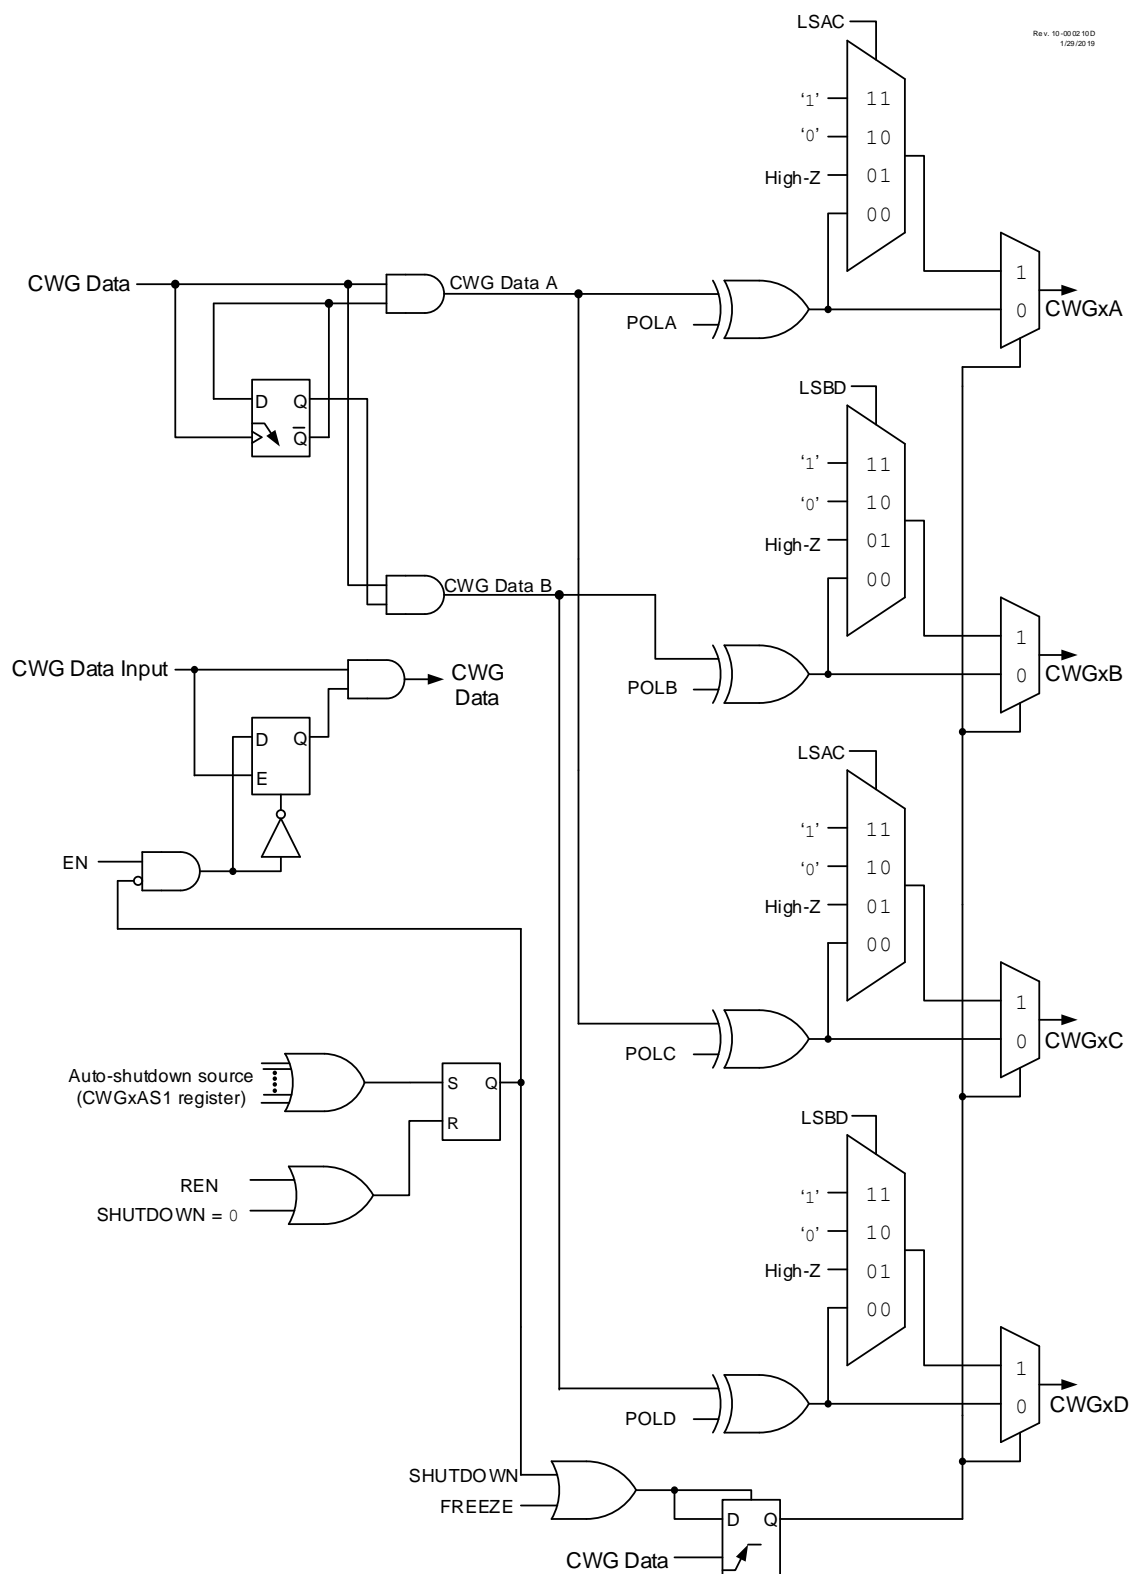 LSAC
Rev. 10-000210D
1/29/2019
‘1’ 11
‘0’ 10
High-Z 01
00
CWG Data
CWG Data A
1
CWGxA
POLA
0
LSBD
D Q
Q
‘1’ 11
‘0’ 10
High-Z 01
00
CWG Data B
1
CWG Data Input
CWG
Data
POLB
0
CWGxB
D Q
E
LSAC
‘1’ 11
EN
‘0’ 10
High-Z 01
00
1
CWGxC
POLC
0
Auto-shutdown source
(CWGxAS1 register)
S Q
R
LSBD
REN
SHUTDOWN = 0
‘1’ 11
‘0’ 10
High-Z 01
00
1
CWGxD
POLD
0
SHUTDOWN
FREEZE
D Q
CWG Data